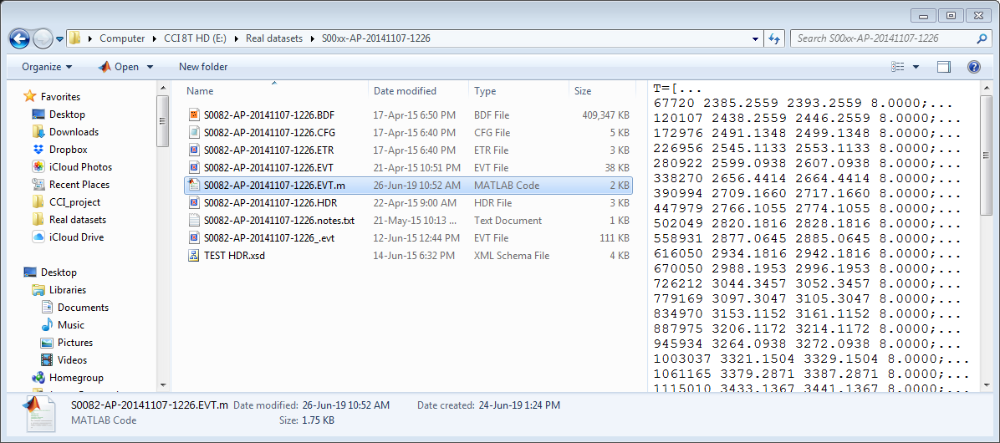 Computer ▸ CCI 8T HD (E:) ▸ Real datasets ▸ S00xx-AP-20141107-1226
Search S00xx-AP-20141107-1226
Organize Open New folder
Favorites
Desktop
Downloads
Dropbox
iCloud Photos
Recent Places
CCI_project
Real datasets
iCloud Drive
Desktop
Libraries
Documents
Music
Pictures
Videos
Homegroup
Name Date modified Type Size
S0082-AP-20141107-1226.BDF 17-Apr-15 6:50 PM BDF File 409,347 KB
S0082-AP-20141107-1226.CFG 17-Apr-15 6:40 PM CFG File 5 KB
S0082-AP-20141107-1226.ETR 17-Apr-15 6:40 PM ETR File 3 KB
S0082-AP-20141107-1226.EVT 21-Apr-15 10:51 PM EVT File 38 KB
S0082-AP-20141107-1226.EVT.m 26-Jun-19 10:52 AM MATLAB Code 2 KB
S0082-AP-20141107-1226.HDR 22-Apr-15 9:00 AM HDR File 3 KB
S0082-AP-20141107-1226.notes.txt 21-May-15 10:13 ... Text Document 1 KB
S0082-AP-20141107-1226_.evt 12-Jun-15 12:44 PM EVT File 111 KB
TEST HDR.xsd 14-Jun-15 6:32 PM XML Schema File 4 KB
T=[...
67720 2385.2559 2393.2559 8.0000;...
120107 2438.2559 2446.2559 8.0000;...
172976 2491.1348 2499.1348 8.0000;...
226956 2545.1133 2553.1133 8.0000;...
280922 2599.0938 2607.0938 8.0000;...
338270 2656.4414 2664.4414 8.0000;...
390994 2709.1660 2717.1660 8.0000;...
447979 2766.1055 2774.1055 8.0000;...
502049 2820.1816 2828.1816 8.0000;...
558931 2877.0645 2885.0645 8.0000;...
616050 2934.1816 2942.1816 8.0000;...
670050 2988.1953 2996.1953 8.0000;...
726212 3044.3457 3052.3457 8.0000;...
779169 3097.3047 3105.3047 8.0000;...
834970 3153.1152 3161.1152 8.0000;...
887975 3206.1172 3214.1172 8.0000;...
945934 3264.0938 3272.0938 8.0000;...
1003037 3321.1504 3329.1504 8.0000;...
1061165 3379.2871 3387.2871 8.0000;...
1115010 3433.1367 3441.1367 8.0000;...
S0082-AP-20141107-1226.EVT.m Date modified: 26-Jun-19 10:52 AM Date created: 24-Jun-19 1:24 PM
MATLAB Code Size: 1.75 KB